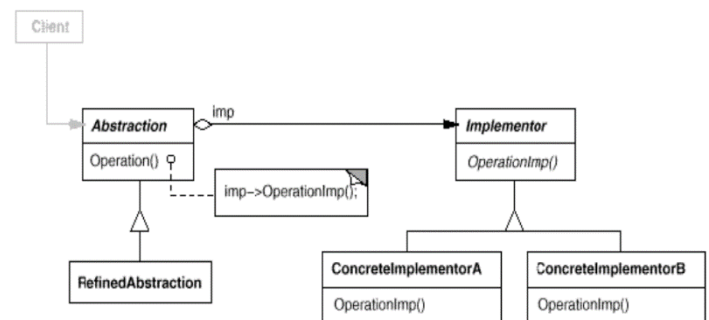 Client
imp
Abstraction
Implementor
Operation()
OperationImp()
imp->OperationImp();
RefinedAbstraction
ConcreteImplementorA
ConcreteImplementorB
OperationImp()
OperationImp()